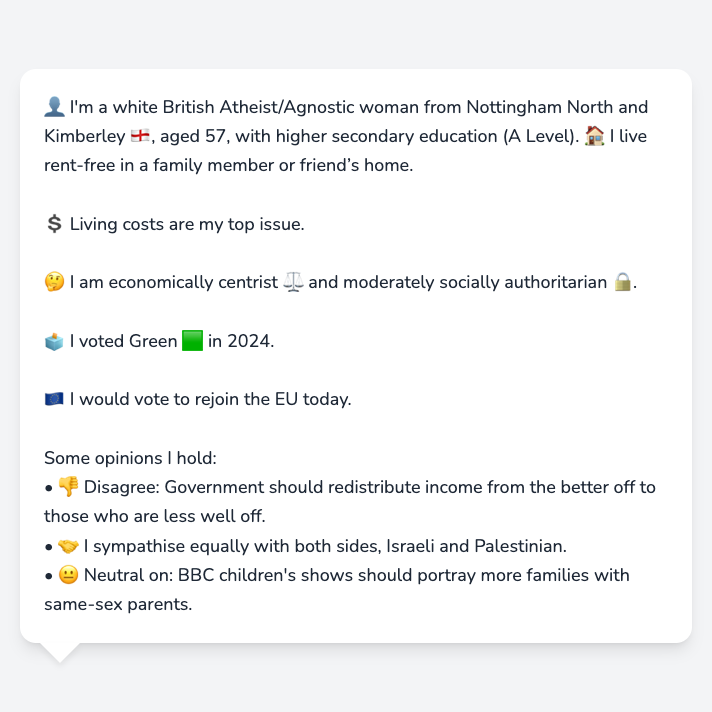 👤 I'm a white British Atheist/Agnostic woman from Nottingham North and
Kimberley 🏴󠁧󠁢󠁥󠁮󠁧󠁿, aged 57, with higher secondary education (A Level). 🏠 I live
rent-free in a family member or friend’s home.
💲 Living costs are my top issue.
🤔 I am economically centrist ⚖️ and moderately socially authoritarian 🔒.
🗳️ I voted Green 🟩 in 2024.
🇪🇺 I would vote to rejoin the EU today.
Some opinions I hold:
• 👎 Disagree: Government should redistribute income from the better off to
those who are less well off.
• 🤝 I sympathise equally with both sides, Israeli and Palestinian.
• 😐 Neutral on: BBC children's shows should portray more families with
same-sex parents.